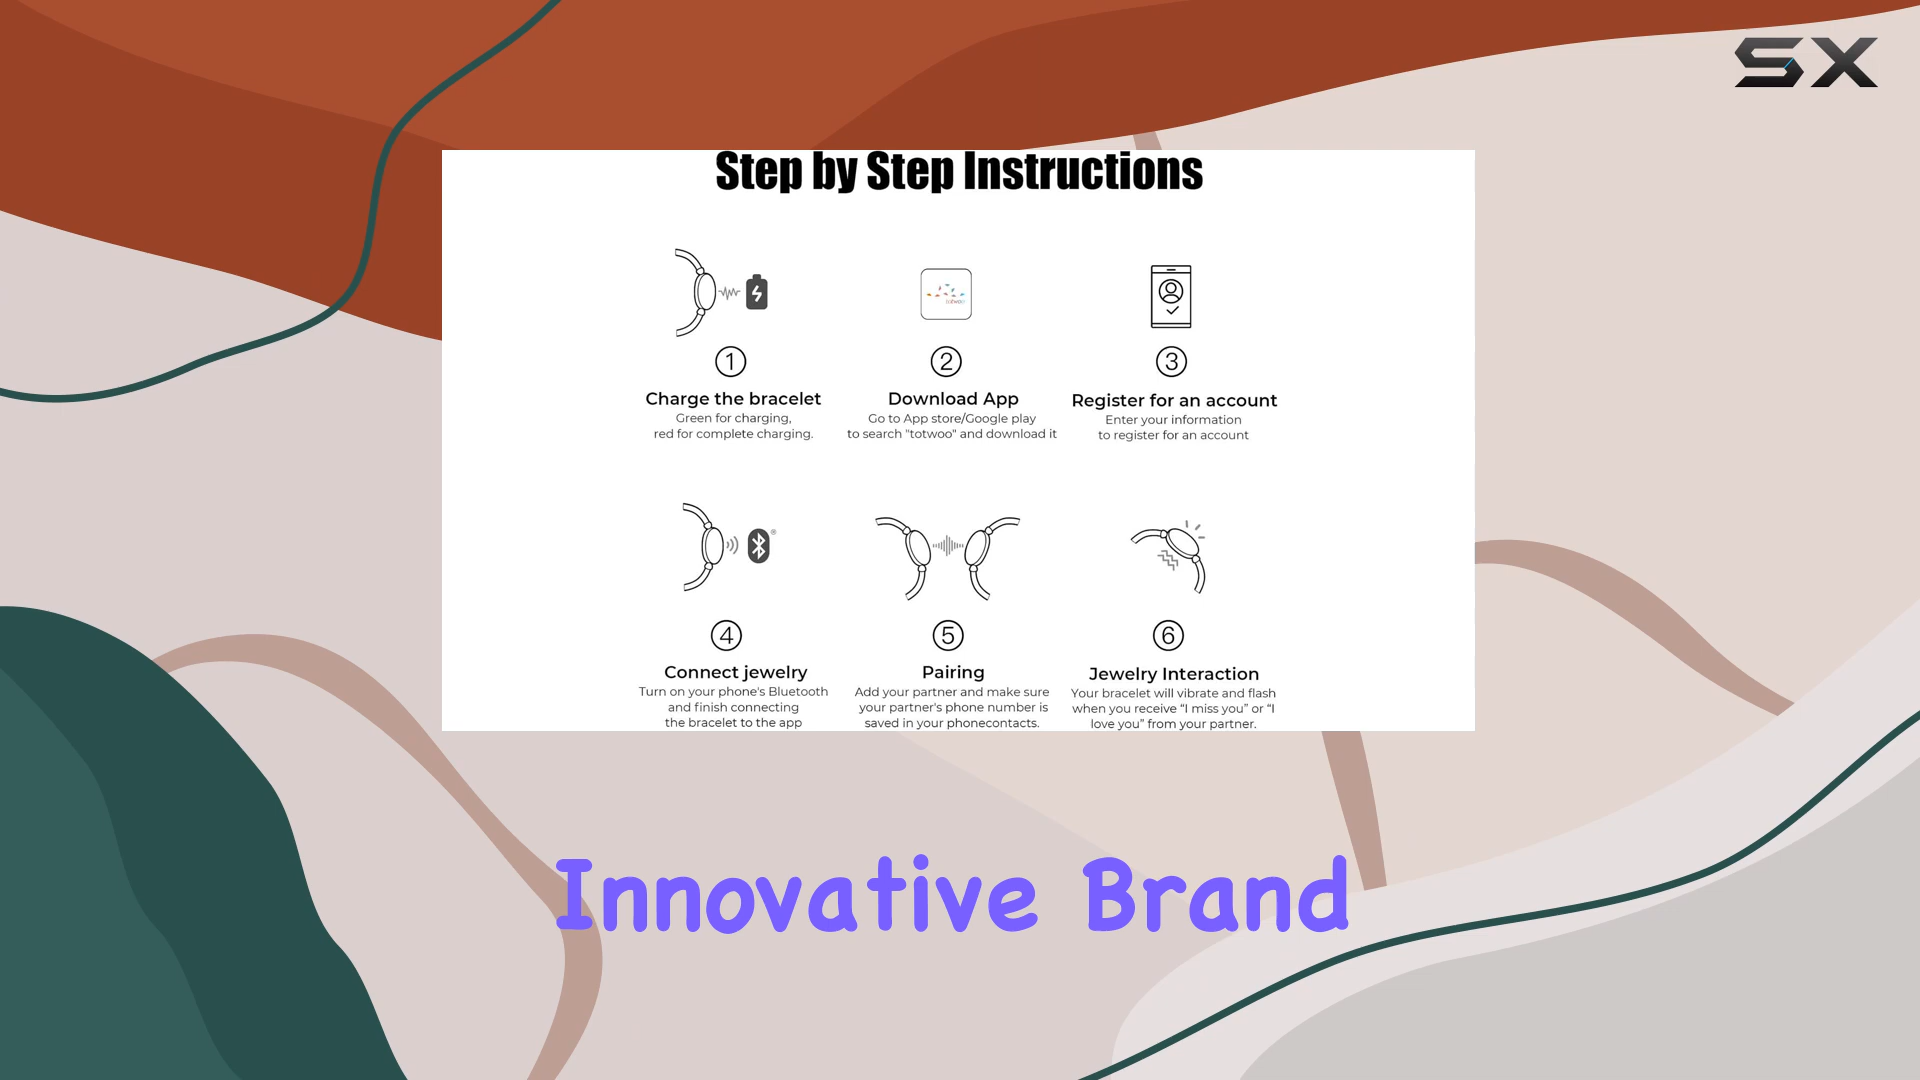 SX
Step by Step Instructions
totwoo
1
2
3
Charge the bracelet
Green for charging,
red for complete charging.
Download App
Go to App store/Google play
to search "totwoo" and download it
Register for an account
Enter your information
to register for an account
4
5
6
Connect jewelry
Turn on your phone's Bluetooth
and finish connecting
the bracelet to the app
Pairing
Add your partner and make sure
your partner's phone number is
saved in your phonecontacts.
Jewelry Interaction
Your bracelet will vibrate and flash
when you receive “I miss you” or “I
love you” from your partner.
Innovative Brand